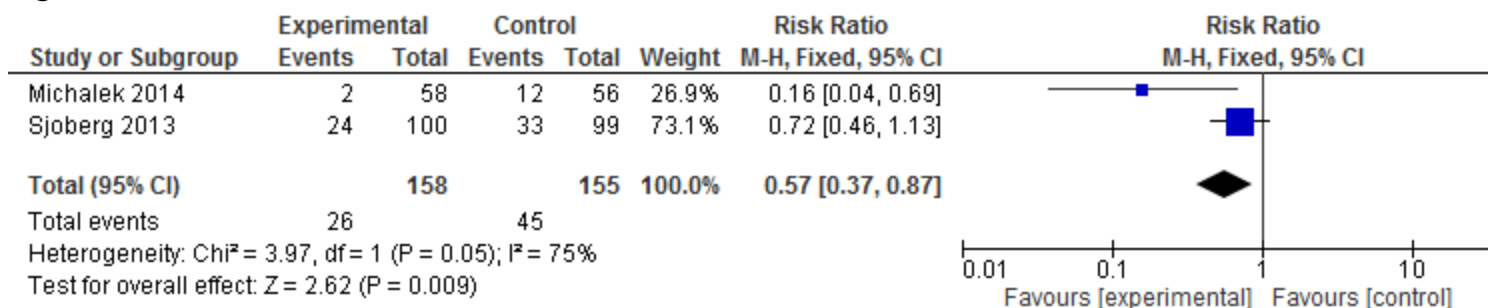 Experimental Control Risk Ratio Risk Ratio
Study or Subgroup Events Total Events Total Weight M-H, Fixed, 95% CI M-H, Fixed, 95% CI
Michalek 2014 2 58 12 56 26.9% 0.16 [0.04, 0.69]
Sjoberg 2013 24 100 33 99 73.1% 0.72 [0.46, 1.13]
Total (95% CI) 158 155 100.0% 0.57 [0.37, 0.87]
Total events 26 45
Heterogeneity: Chi² = 3.97, df = 1 (P = 0.05); I² = 75%
Test for overall effect: Z = 2.62 (P = 0.009)
0.01 0.1 1 10
Favours [experimental] Favours [control]